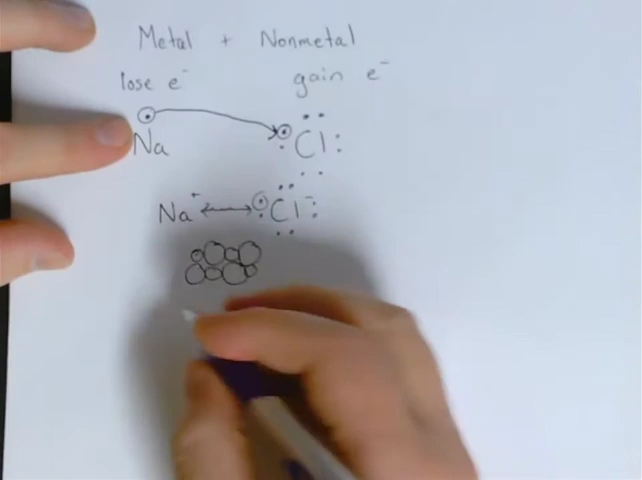 Metal + Nonmetal
lose e⁻ gain e⁻
Na Cl
Na⁺ Cl⁻